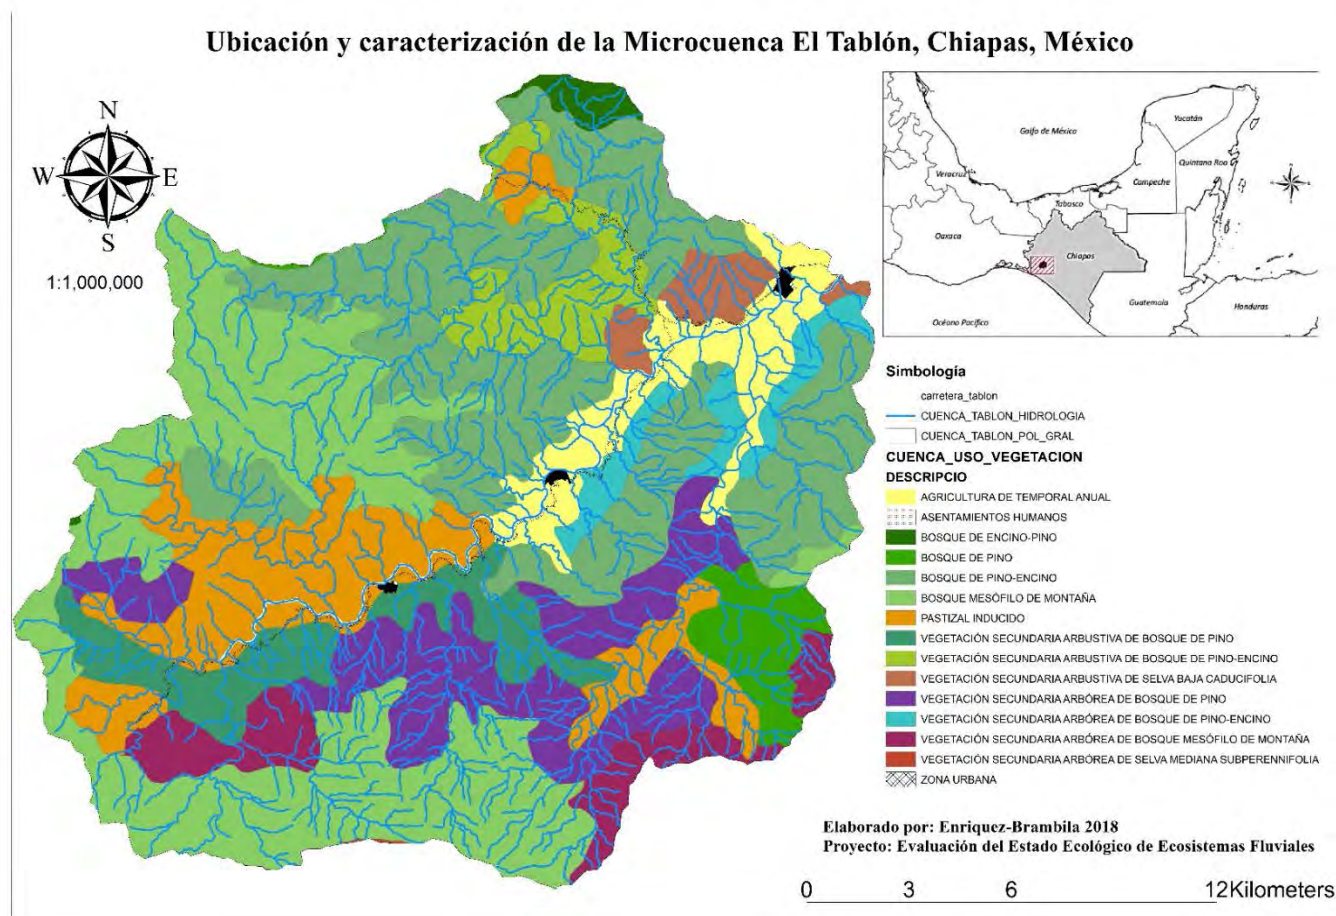 Ubicación y caracterización de la Microcuenca El Tablón, Chiapas, México
N
W
E
S
1:1,000,000
Golfo de México
Yucatán
Quintana Roo
Campeche
Veracruz
Tabasco
Oaxaca
Chiapas
Guatemala
Honduras
Océano Pacífico
Simbología
carretera_tablon
CUENCA_TABLON_HIDROLOGIA
CUENCA_TABLON_POL_GRAL
CUENCA_USO_VEGETACION
DESCRIPCIO
AGRICULTURA DE TEMPORAL ANUAL
ASENTAMIENTOS HUMANOS
BOSQUE DE ENCINO-PINO
BOSQUE DE PINO
BOSQUE DE PINO-ENCINO
BOSQUE MESÓFILO DE MONTAÑA
PASTIZAL INDUCIDO
VEGETACIÓN SECUNDARIA ARBUSTIVA DE BOSQUE DE PINO
VEGETACIÓN SECUNDARIA ARBUSTIVA DE BOSQUE DE PINO-ENCINO
VEGETACIÓN SECUNDARIA ARBUSTIVA DE SELVA BAJA CADUCIFOLIA
VEGETACIÓN SECUNDARIA ARBÓREA DE BOSQUE DE PINO
VEGETACIÓN SECUNDARIA ARBÓREA DE BOSQUE DE PINO-ENCINO
VEGETACIÓN SECUNDARIA ARBÓREA DE BOSQUE MESÓFILO DE MONTAÑA
VEGETACIÓN SECUNDARIA ARBÓREA DE SELVA MEDIANA SUBPERENNIFOLIA
ZONA URBANA
Elaborado por: Enriquez-Brambila 2018
Proyecto: Evaluación del Estado Ecológico de Ecosistemas Fluviales
0 3 6 12Kilometers